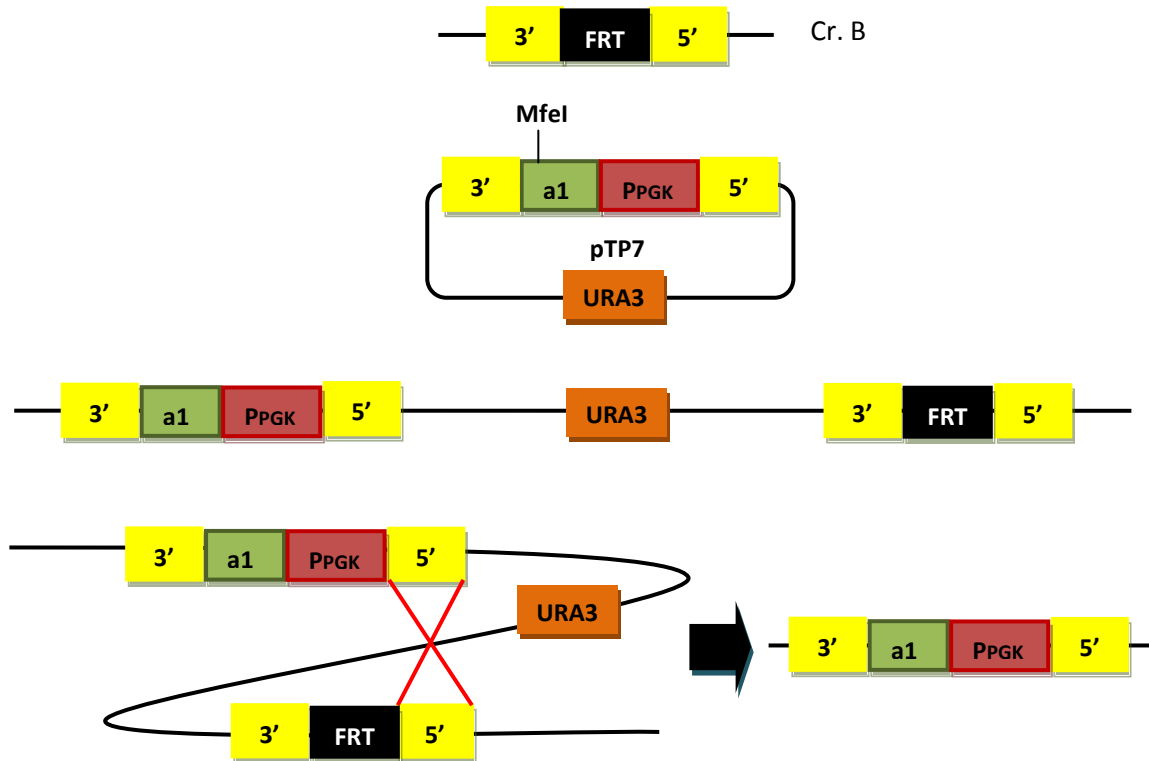 3’ FRT 5’ Cr. B
MfeI
3’ a1 PPGK 5’
pTP7
URA3
3’ a1 PPGK 5’ URA3 3’ FRT 5’
3’ a1 PPGK 5’
URA3
3’ a1 PPGK 5’
3’ FRT 5’